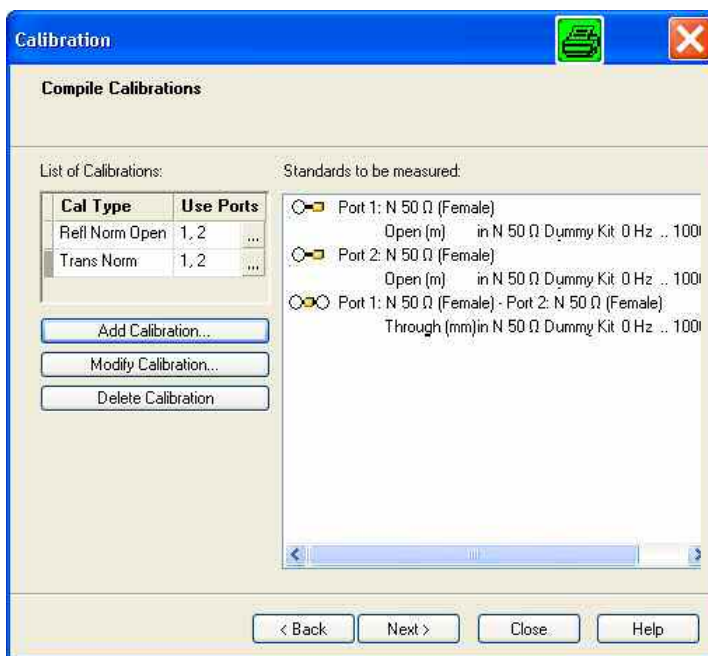 Calibration
Compile Calibrations
List of Calibrations:
Cal Type Use Ports
Refl Norm Open 1, 2 ...
Trans Norm 1, 2 ...
Add Calibration...
Modify Calibration...
Delete Calibration
Standards to be measured:
Port 1: N 50 Ω (Female)
Open (m) in N 50 Ω Dummy Kit 0 Hz .. 100
Port 2: N 50 Ω (Female)
Open (m) in N 50 Ω Dummy Kit 0 Hz .. 100
Port 1: N 50 Ω (Female) - Port 2: N 50 Ω (Female)
Through (mm)in N 50 Ω Dummy Kit 0 Hz .. 100
< Back Next > Close Help